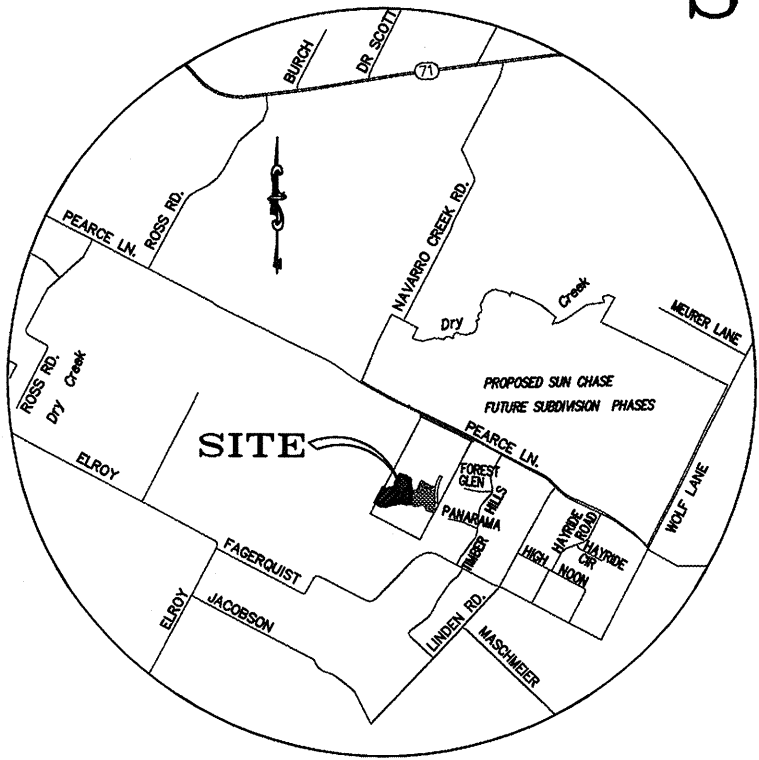 S
BURCH
DR SCOTT
71
ROSS RD.
PEARCE LN.
NAVARRO CREEK RD.
Dry
Creek
MEURER LANE
ROSS RD.
Dry Creek
PROPOSED SUN CHASE
FUTURE SUBDIVISION PHASES
PEARCE LN.
SITE
ELROY
FOREST
GLEN
HILLS
WOLF LANE
PANARAMA
HAYRIDE
ROAD
HAYRIDE
CIR
TIMBER
HIGH
NOON
FAGERQUIST
ELROY
JACOBSON
LINDEN RD.
MASCHMEIER